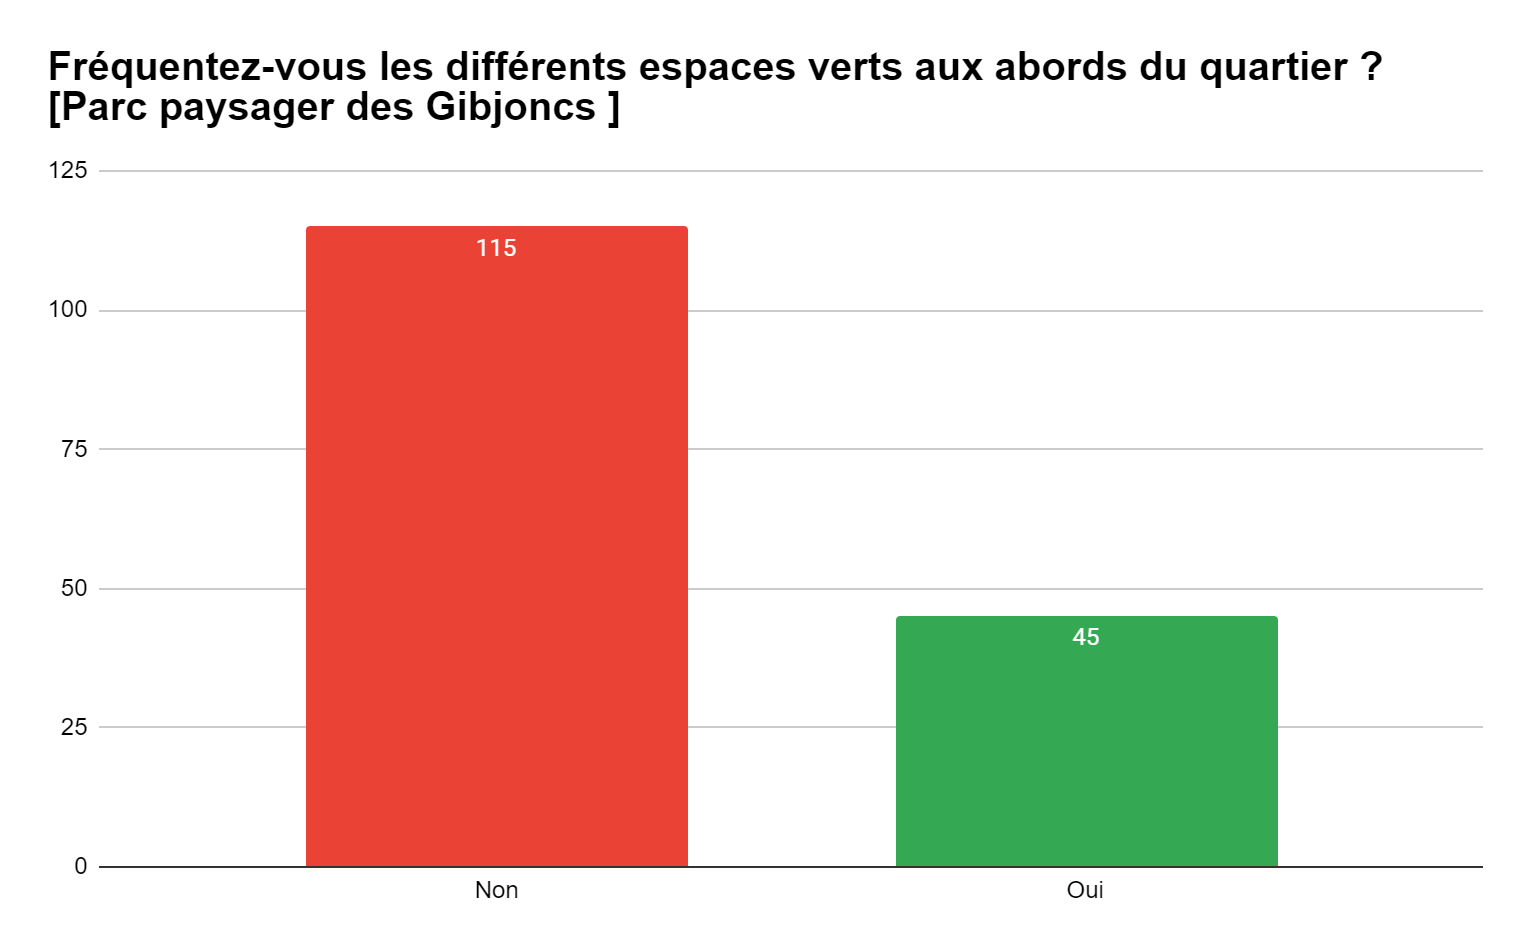 Fréquentez-vous les différents espaces verts aux abords du quartier ?
[Parc paysager des Gibjoncs ]
125
100
75
50
25
0
115
45
Non
Oui